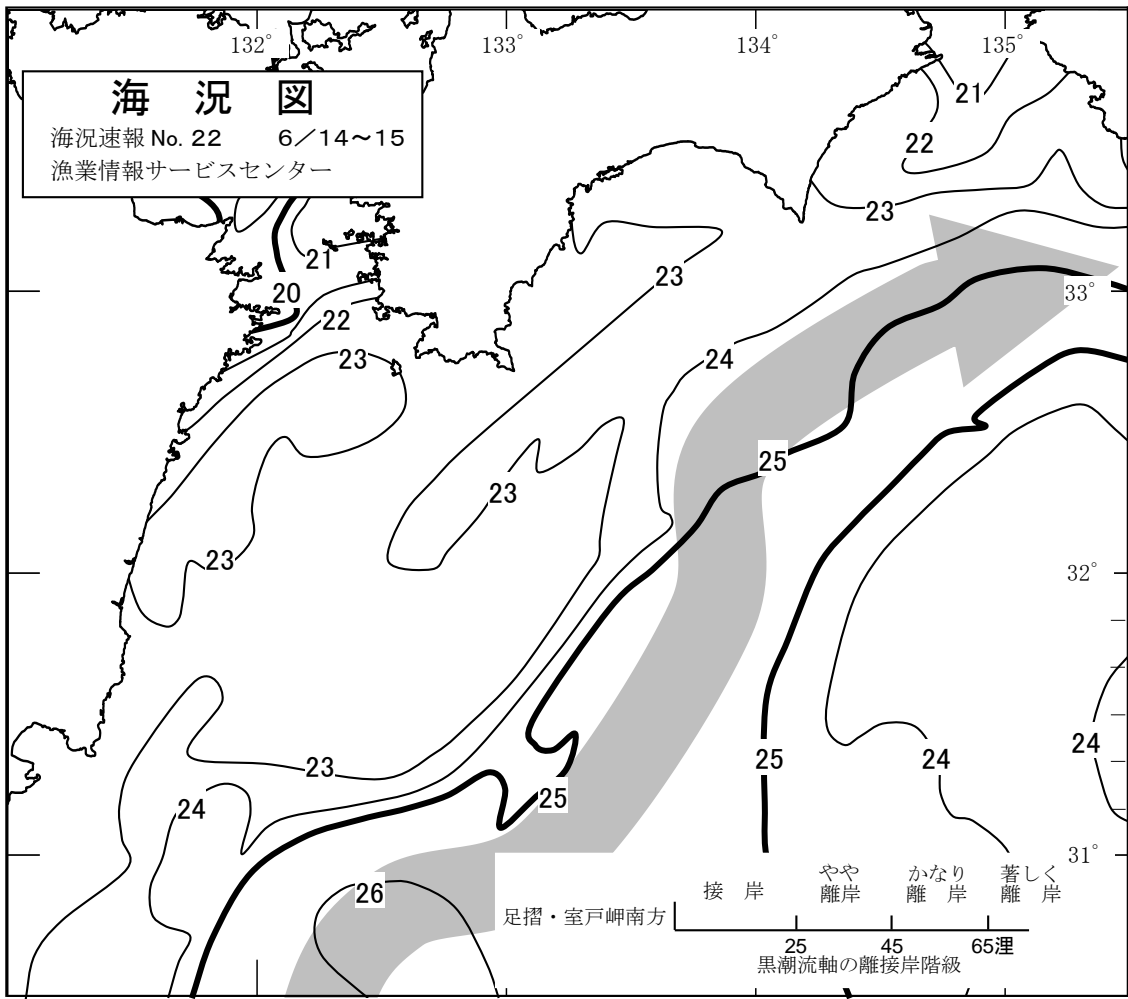 132°
133°
134°
135°
海 況 図
海況速報 No. 22 6／14～15
漁業情報サービスセンター
21
22
23
21
20
22
23
23
33°
24
23
25
23
23
32°
23
24
25
24
24
25
31°
26
接 岸
やや
離岸
かなり
離 岸
著しく
離 岸
足摺・室戸岬南方
25
45
65浬
黒潮流軸の離接岸階級